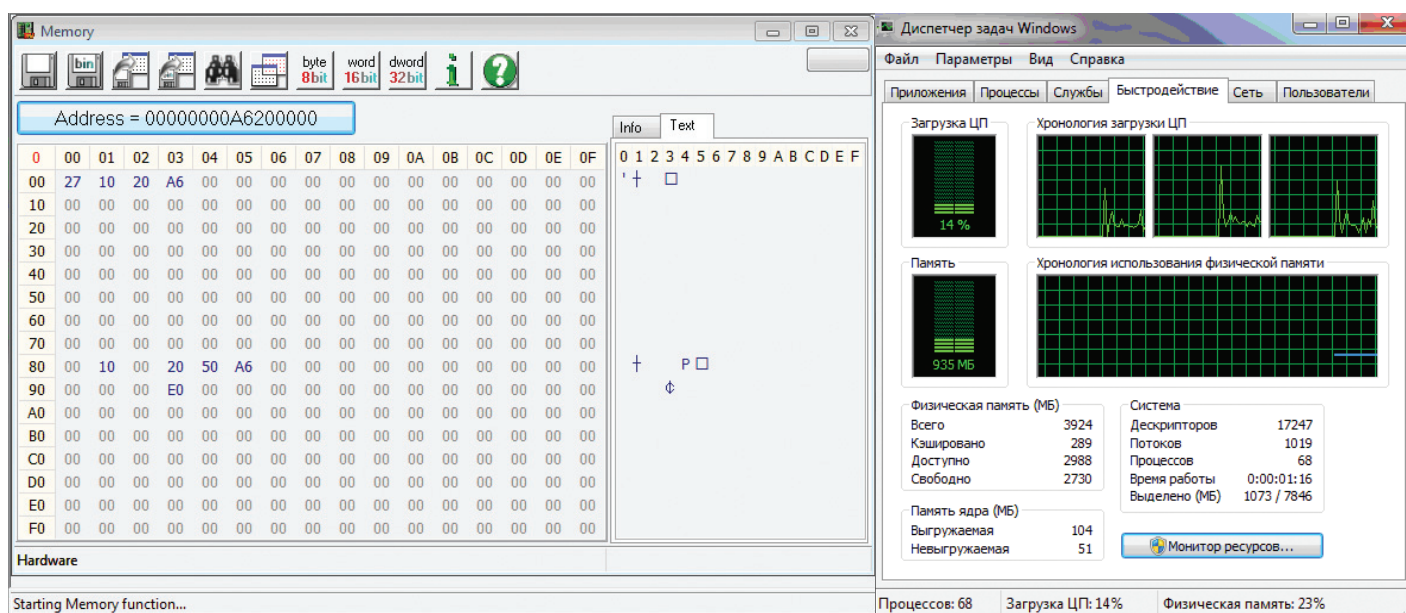 Memory
bin
byte 8bit
word 16bit
dword 32bit
Address = 00000000A6200000
Info Text
0 00 01 02 03 04 05 06 07 08 09 0A 0B 0C 0D 0E 0F 0 1 2 3 4 5 6 7 8 9 A B C D E F
00 27 10 20 A6 00 00 00 00 00 00 00 00 00 00 00 00 ' ┼ □
10 00 00 00 00 00 00 00 00 00 00 00 00 00 00 00 00
20 00 00 00 00 00 00 00 00 00 00 00 00 00 00 00 00
30 00 00 00 00 00 00 00 00 00 00 00 00 00 00 00 00
40 00 00 00 00 00 00 00 00 00 00 00 00 00 00 00 00
50 00 00 00 00 00 00 00 00 00 00 00 00 00 00 00 00
60 00 00 00 00 00 00 00 00 00 00 00 00 00 00 00 00
70 00 00 00 00 00 00 00 00 00 00 00 00 00 00 00 00
80 00 10 00 20 50 A6 00 00 00 00 00 00 00 00 00 00 ┼ P □
90 00 00 00 E0 00 00 00 00 00 00 00 00 00 00 00 00
A0 00 00 00 00 00 00 00 00 00 00 00 00 00 00 00 00
B0 00 00 00 00 00 00 00 00 00 00 00 00 00 00 00 00
C0 00 00 00 00 00 00 00 00 00 00 00 00 00 00 00 00
D0 00 00 00 00 00 00 00 00 00 00 00 00 00 00 00 00
E0 00 00 00 00 00 00 00 00 00 00 00 00 00 00 00 00
F0 00 00 00 00 00 00 00 00 00 00 00 00 00 00 00 00
Hardware
Starting Memory function...
Диспетчер задач Windows
Файл Параметры Вид Справка
Приложения Процессы Службы Быстродействие Сеть Пользователи
Загрузка ЦП
14 %
Хронология загрузки ЦП
Память
935 МБ
Хронология использования физической памяти
Физическая память (МБ)
Всего 3924
Кэшировано 289
Доступно 2988
Свободно 2730
Память ядра (МБ)
Выгружаемая 104
Невыгружаемая 51
Система
Дескрипторов 17247
Потоков 1019
Процессов 68
Время работы 0:00:01:16
Выделено (МБ) 1073 / 7846
Монитор ресурсов...
Процессов: 68 Загрузка ЦП: 14% Физическая память: 23%